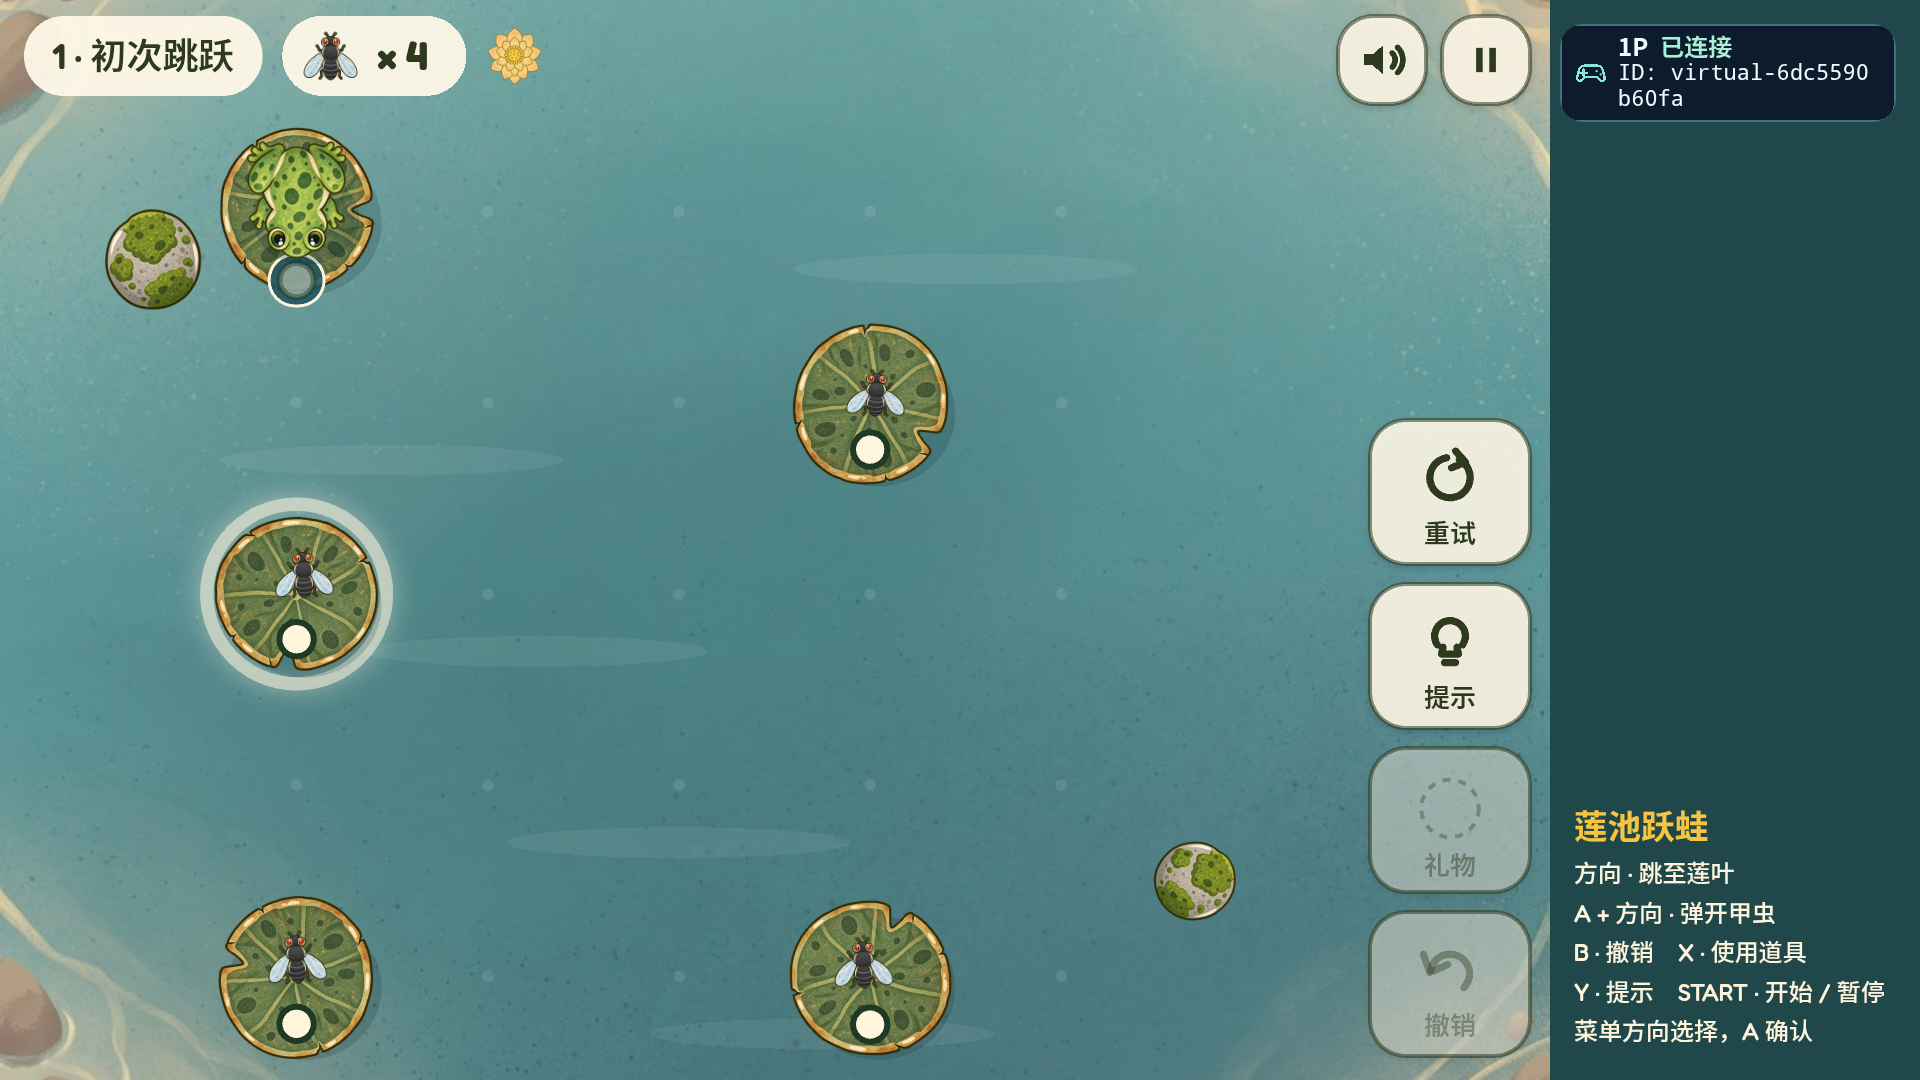 1·初次跳跃
×4
1P 已连接
ID: virtual-6dc5590
b60fa
重试
提示
礼物
撤销
莲池跃蛙
方向·跳至莲叶
A+方向·弹开甲虫
B·撤销 X·使用道具
Y·提示 START·开始/暂停
菜单方向选择，A 确认